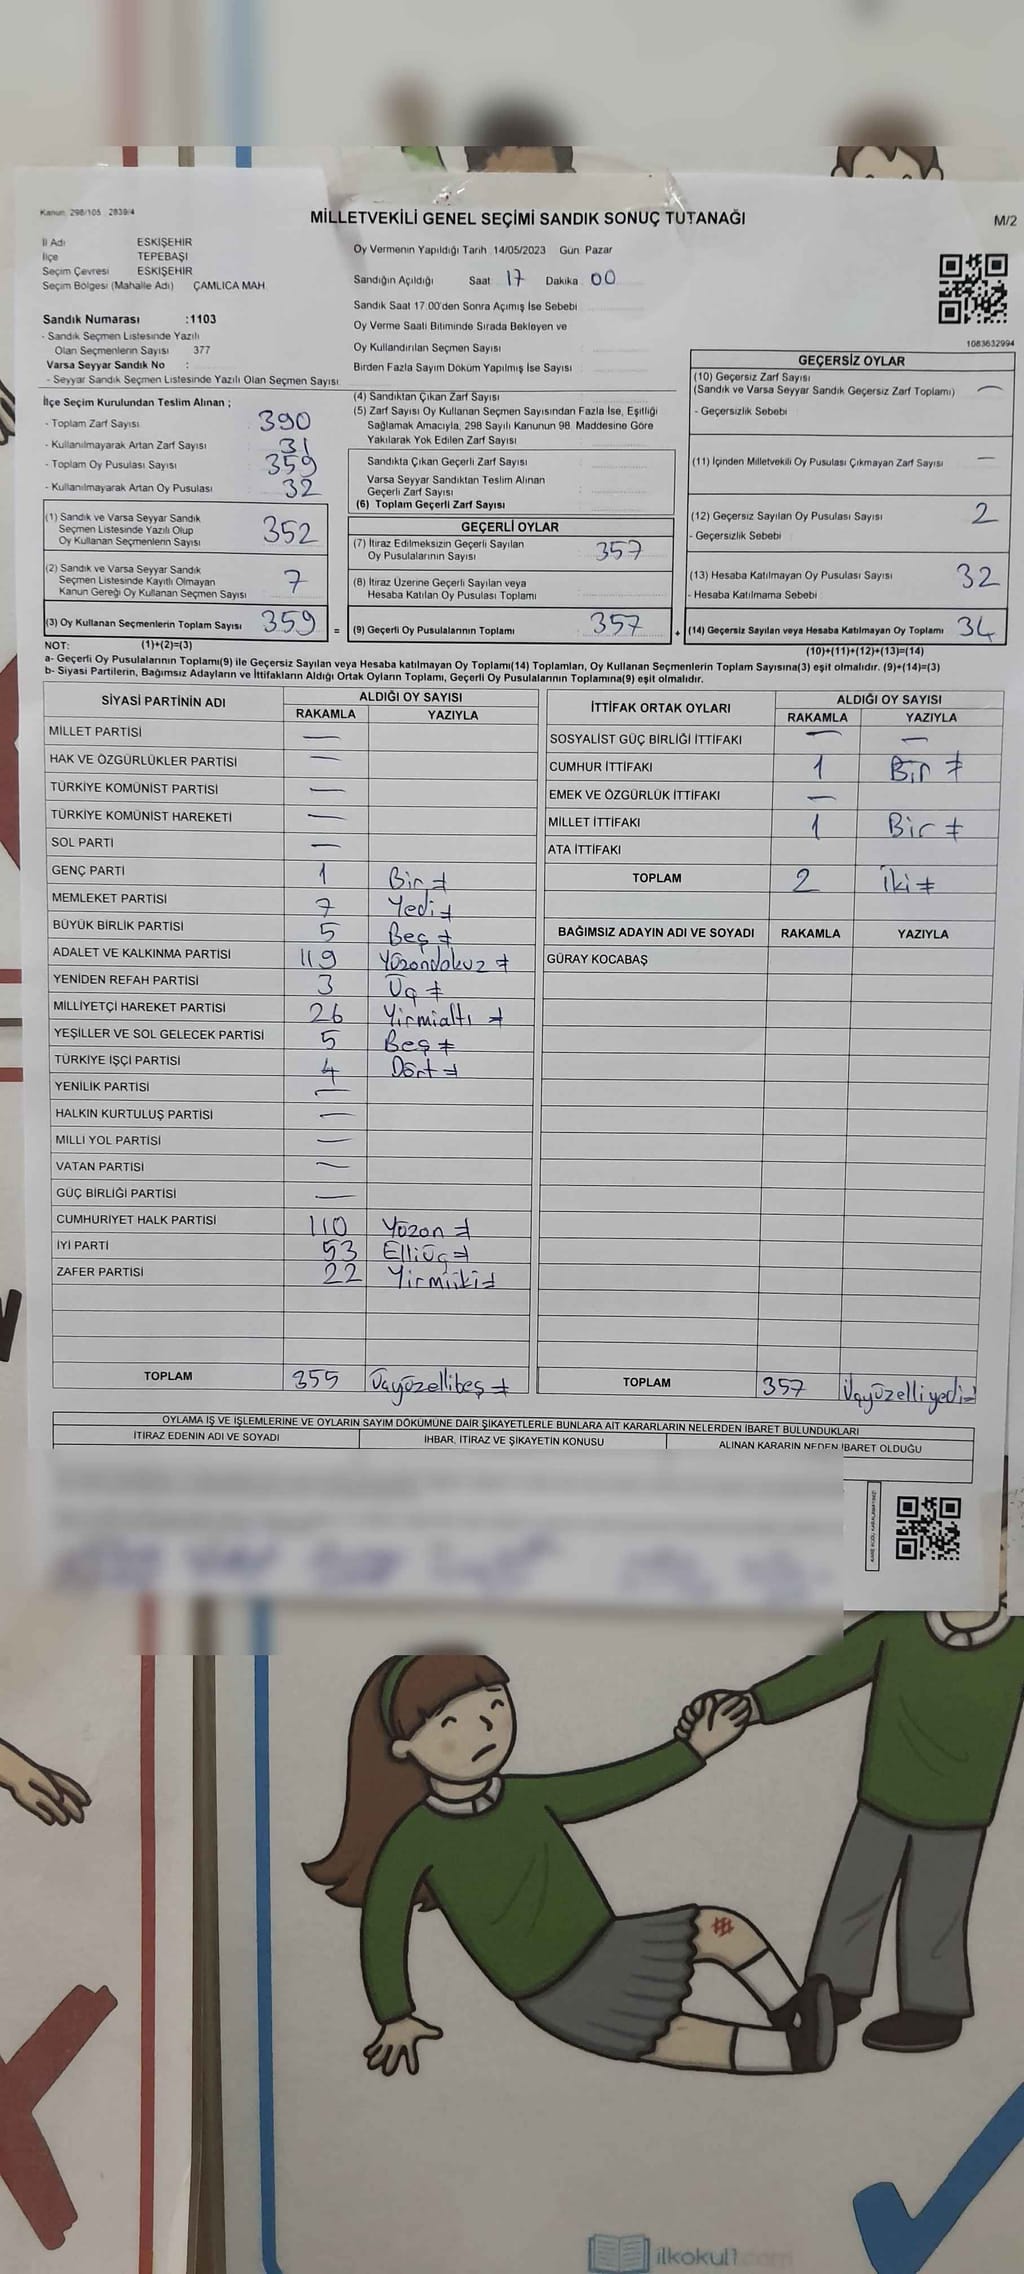 Kanun: 298/105 : 2839/4
MİLLETVEKİLİ GENEL SEÇİMİ SANDIK SONUÇ TUTANAĞI
M/2
İl Adı ESKİŞEHİR
İlçe TEPEBAŞI
Seçim Çevresi ESKİŞEHİR
Seçim Bölgesi (Mahalle Adı) ÇAMLICA MAH.
Sandık Numarası :1103
- Sandık Seçmen Listesinde Yazılı
Olan Seçmenlerin Sayısı 377
Varsa Seyyar Sandık No :
- Seyyar Sandık Seçmen Listesinde Yazılı Olan Seçmen Sayısı:
Oy Vermenin Yapıldığı Tarih :14/05/2023 Gün: Pazar
Sandığın Açıldığı Saat: 17 Dakika: 00
Sandık Saat 17.00'den Sonra Açımış İse Sebebi
Oy Verme Saati Bitiminde Sırada Bekleyen ve
Oy Kullandırılan Seçmen Sayısı
Birden Fazla Sayım Döküm Yapılmış İse Sayısı
1083632994
İlçe Seçim Kurulundan Teslim Alınan ;
- Toplam Zarf Sayısı 390
- Kullanılmayarak Artan Zarf Sayısı 31
- Toplam Oy Pusulası Sayısı 359
- Kullanılmayarak Artan Oy Pusulası 32
(1) Sandık ve Varsa Seyyar Sandık
Seçmen Listesinde Yazılı Olup
Oy Kullanan Seçmenlerin Sayısı 352
(2) Sandık ve Varsa Seyyar Sandık
Seçmen Listesinde Kayıtlı Olmayan
Kanun Gereği Oy Kullanan Seçmen Sayısı 7
(3) Oy Kullanan Seçmenlerin Toplam Sayısı 359 =
(4) Sandıktan Çıkan Zarf Sayısı
(5) Zarf Sayısı Oy Kullanan Seçmen Sayısından Fazla İse, Eşitliği
Sağlamak Amacıyla, 298 Sayılı Kanunun 98. Maddesine Göre
Yakılarak Yok Edilen Zarf Sayısı
Sandıkta Çıkan Geçerli Zarf Sayısı
Varsa Seyyar Sandıktan Teslim Alınan
Geçerli Zarf Sayısı
(6) Toplam Geçerli Zarf Sayısı
GEÇERLİ OYLAR
(7) İtiraz Edilmeksizin Geçerli Sayılan
Oy Pusulalarının Sayısı 357
(8) İtiraz Üzerine Geçerli Sayılan veya
Hesaba Katılan Oy Pusulası Toplamı
(9) Geçerli Oy Pusulalarının Toplamı 357 +
GEÇERSİZ OYLAR
(10) Geçersiz Zarf Sayısı
(Sandık ve Varsa Seyyar Sandık Geçersiz Zarf Toplamı) —
- Geçersizlik Sebebi
(11) İçinden Milletvekili Oy Pusulası Çıkmayan Zarf Sayısı —
(12) Geçersiz Sayılan Oy Pusulası Sayısı 2
- Geçersizlik Sebebi
(13) Hesaba Katılmayan Oy Pusulası Sayısı 32
- Hesaba Katılmama Sebebi
(14) Geçersiz Sayılan veya Hesaba Katılmayan Oy Toplamı 34
NOT: (1)+(2)=(3)
(10)+(11)+(12)+(13)=(14)
a- Geçerli Oy Pusulalarının Toplamı(9) ile Geçersiz Sayılan veya Hesaba katılmayan Oy Toplamı(14) Toplamları, Oy Kullanan Seçmenlerin Toplam Sayısına(3) eşit olmalıdır. (9)+(14)=(3)
b- Siyasi Partilerin, Bağımsız Adayların ve İttifakların Aldığı Ortak Oyların Toplamı, Geçerli Oy Pusulalarının Toplamına(9) eşit olmalıdır.
SİYASİ PARTİNİN ADI ALDIĞI OY SAYISI
RAKAMLA YAZIYLA
MİLLET PARTİSİ —
HAK VE ÖZGÜRLÜKLER PARTİSİ —
TÜRKİYE KOMÜNİST PARTİSİ —
TÜRKİYE KOMÜNİST HAREKETİ —
SOL PARTİ —
GENÇ PARTİ 1 Bir ≠
MEMLEKET PARTİSİ 7 Yedi ≠
BÜYÜK BİRLİK PARTİSİ 5 Beş ≠
ADALET VE KALKINMA PARTİSİ 119 Yüzondokuz ≠
YENİDEN REFAH PARTİSİ 3 Üç ≠
MİLLİYETÇİ HAREKET PARTİSİ 26 Yirmialtı ≠
YEŞİLLER VE SOL GELECEK PARTİSİ 5 Beş ≠
TÜRKİYE İŞÇİ PARTİSİ 4 Dört ≠
YENİLİK PARTİSİ —
HALKIN KURTULUŞ PARTİSİ —
MİLLİ YOL PARTİSİ —
VATAN PARTİSİ —
GÜÇ BİRLİĞİ PARTİSİ —
CUMHURİYET HALK PARTİSİ 110 Yüzon ≠
İYİ PARTİ 53 Elliüç ≠
ZAFER PARTİSİ 22 Yirmiiki ≠
TOPLAM 355 Üçyüzellibeş ≠
İTTİFAK ORTAK OYLARI ALDIĞI OY SAYISI
RAKAMLA YAZIYLA
SOSYALİST GÜÇ BİRLİĞİ İTTİFAKI — —
CUMHUR İTTİFAKI 1 Bir ≠
EMEK VE ÖZGÜRLÜK İTTİFAKI —
MİLLET İTTİFAKI 1 Bir ≠
ATA İTTİFAKI
TOPLAM 2 İki ≠
BAĞIMSIZ ADAYIN ADI VE SOYADI RAKAMLA YAZIYLA
GÜRAY KOCABAŞ
TOPLAM 357 Üçyüzelliyedi ≠
OYLAMA İŞ VE İŞLEMLERİNE VE OYLARIN SAYIM DÖKÜMÜNE DAİR ŞİKAYETLERLE BUNLARA AİT KARARLARIN NELERDEN İBARET BULUNDUKLARI
İTİRAZ EDENİN ADI VE SOYADI İHBAR, İTİRAZ VE ŞİKAYETİN KONUSU ALINAN KARARIN NEDEN İBARET OLDUĞU
ilkokul1.com